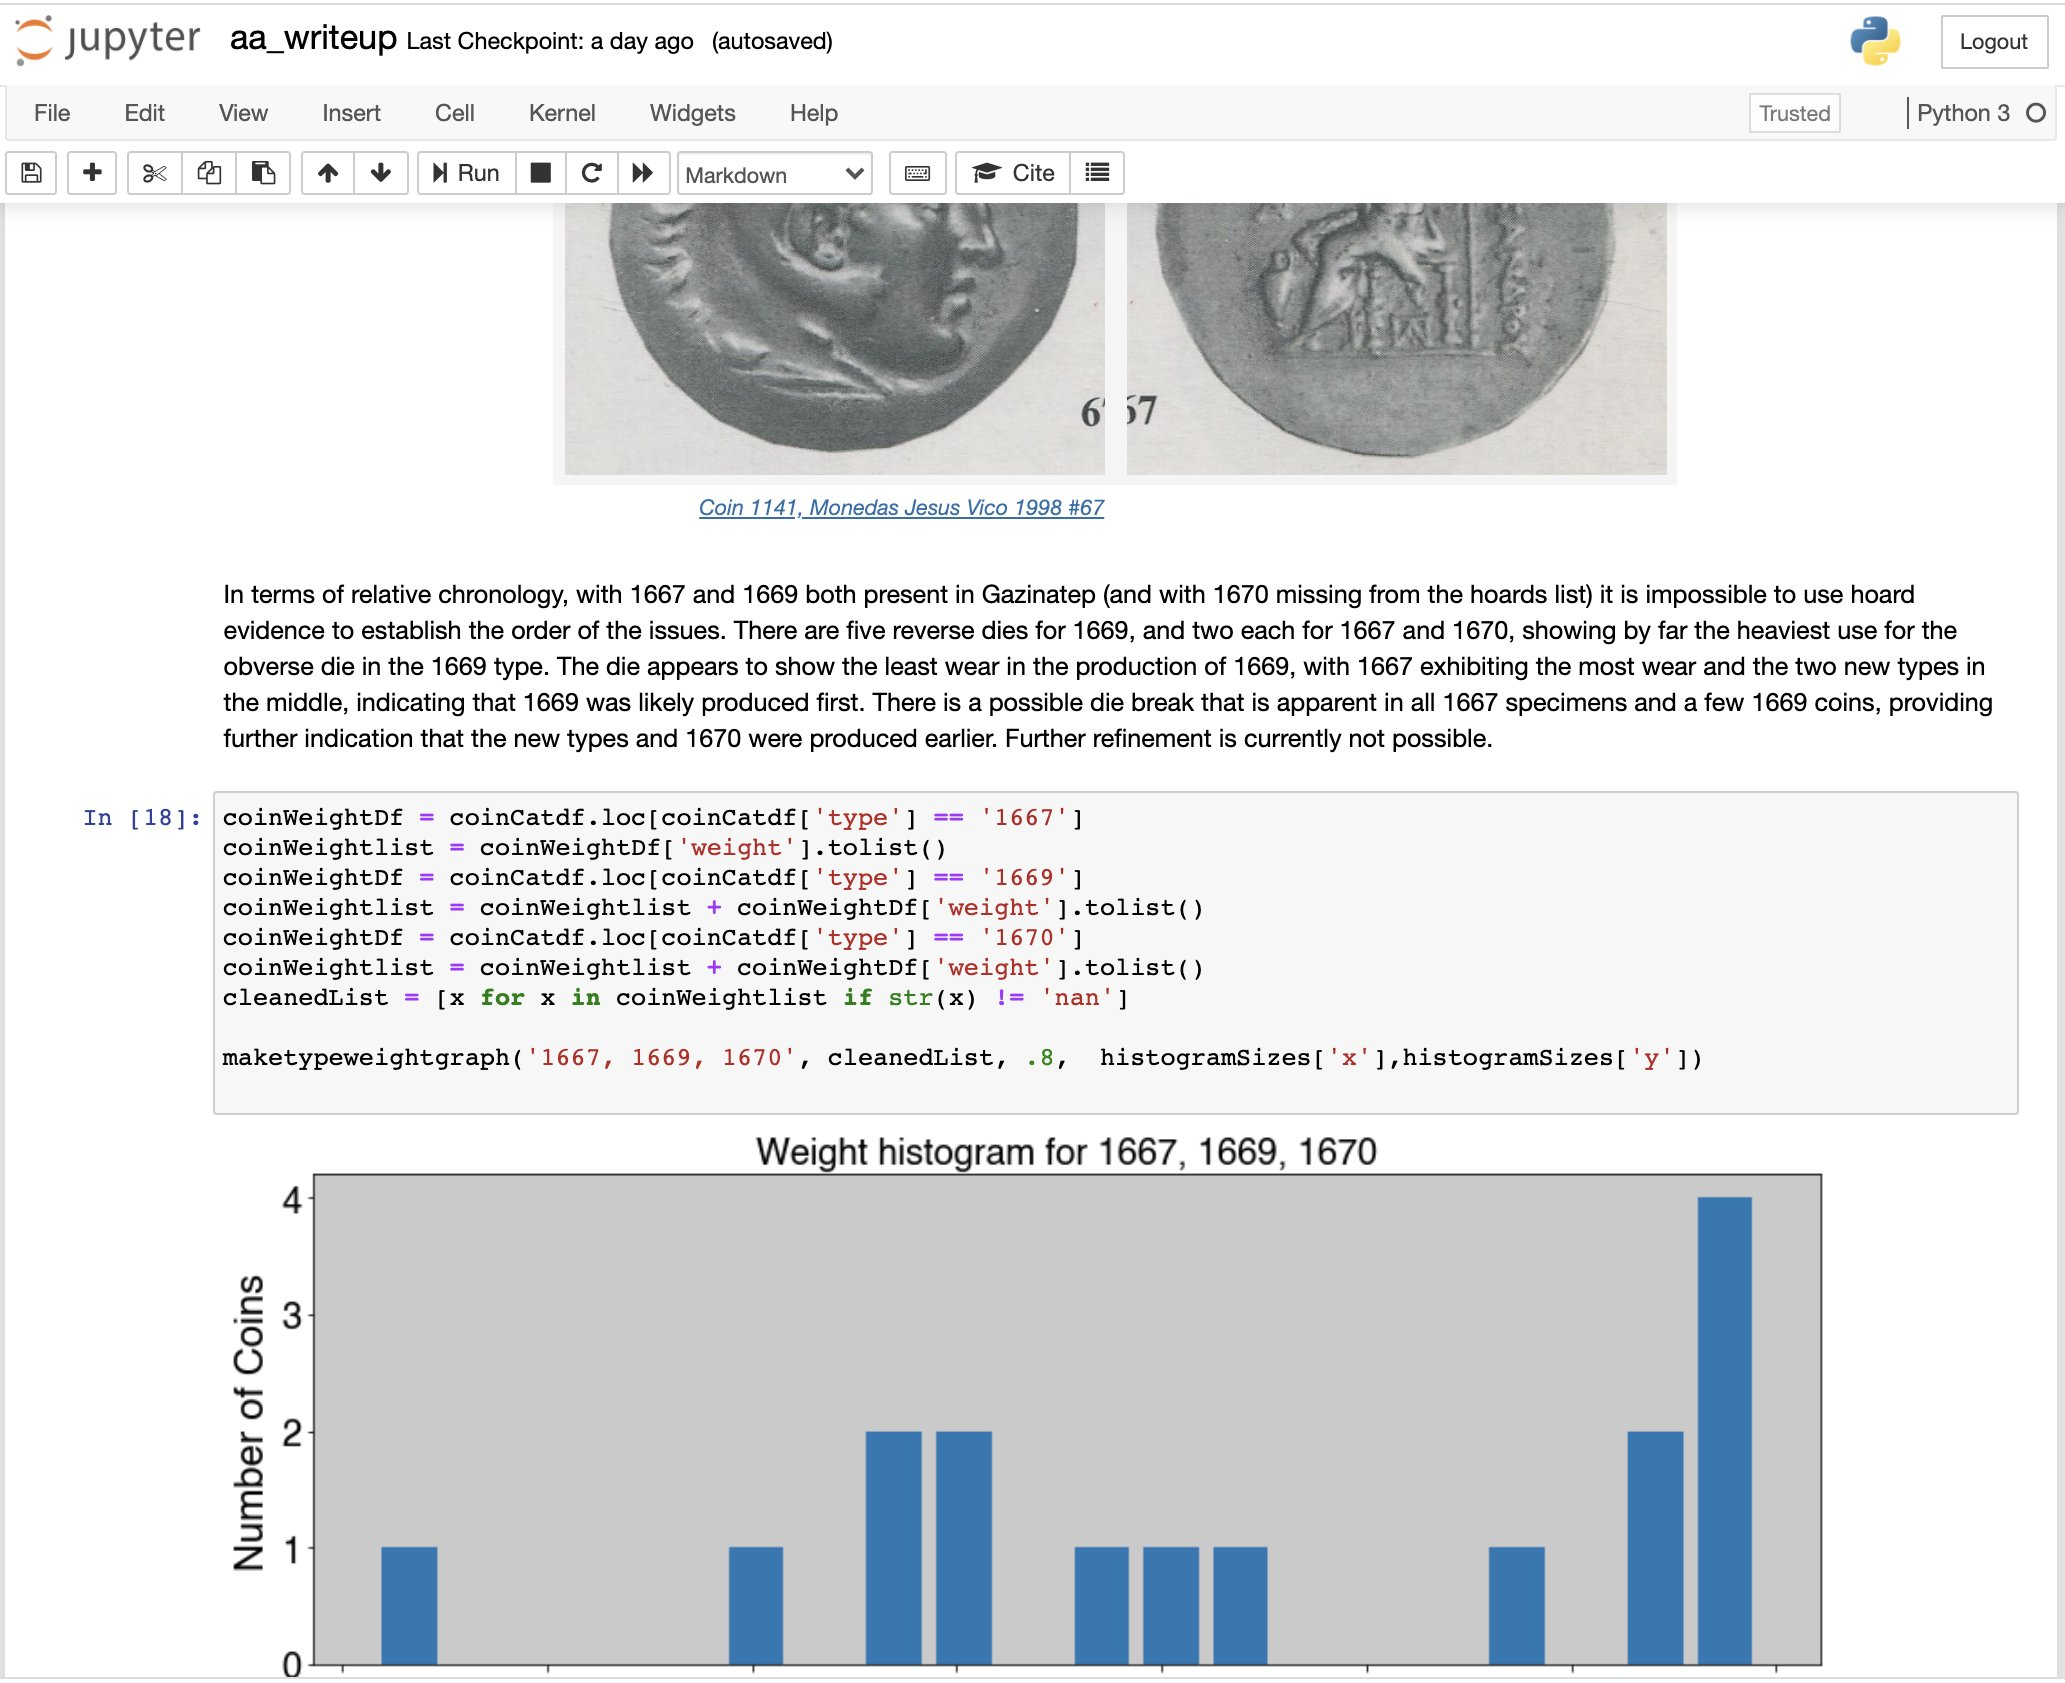 jupyter aa_writeup Last Checkpoint: a day ago (autosaved) Logout
File Edit View Insert Cell Kernel Widgets Help Trusted Python 3
Run Markdown Cite
67 67
Coin 1141, Monedas Jesus Vico 1998 #67
In terms of relative chronology, with 1667 and 1669 both present in Gazinatep (and with 1670 missing from the hoards list) it is impossible to use hoard
evidence to establish the order of the issues. There are five reverse dies for 1669, and two each for 1667 and 1670, showing by far the heaviest use for the
obverse die in the 1669 type. The die appears to show the least wear in the production of 1669, with 1667 exhibiting the most wear and the two new types in
the middle, indicating that 1669 was likely produced first. There is a possible die break that is apparent in all 1667 specimens and a few 1669 coins, providing
further indication that the new types and 1670 were produced earlier. Further refinement is currently not possible.
In [18]: coinWeightDf = coinCatdf.loc[coinCatdf['type'] == '1667']
coinWeightlist = coinWeightDf['weight'].tolist()
coinWeightDf = coinCatdf.loc[coinCatdf['type'] == '1669']
coinWeightlist = coinWeightlist + coinWeightDf['weight'].tolist()
coinWeightDf = coinCatdf.loc[coinCatdf['type'] == '1670']
coinWeightlist = coinWeightlist + coinWeightDf['weight'].tolist()
cleanedList = [x for x in coinWeightlist if str(x) != 'nan']
maketypeweightgraph('1667, 1669, 1670', cleanedList, .8,  histogramSizes['x'],histogramSizes['y'])
Weight histogram for 1667, 1669, 1670
Number of Coins
4
3
2
1
0